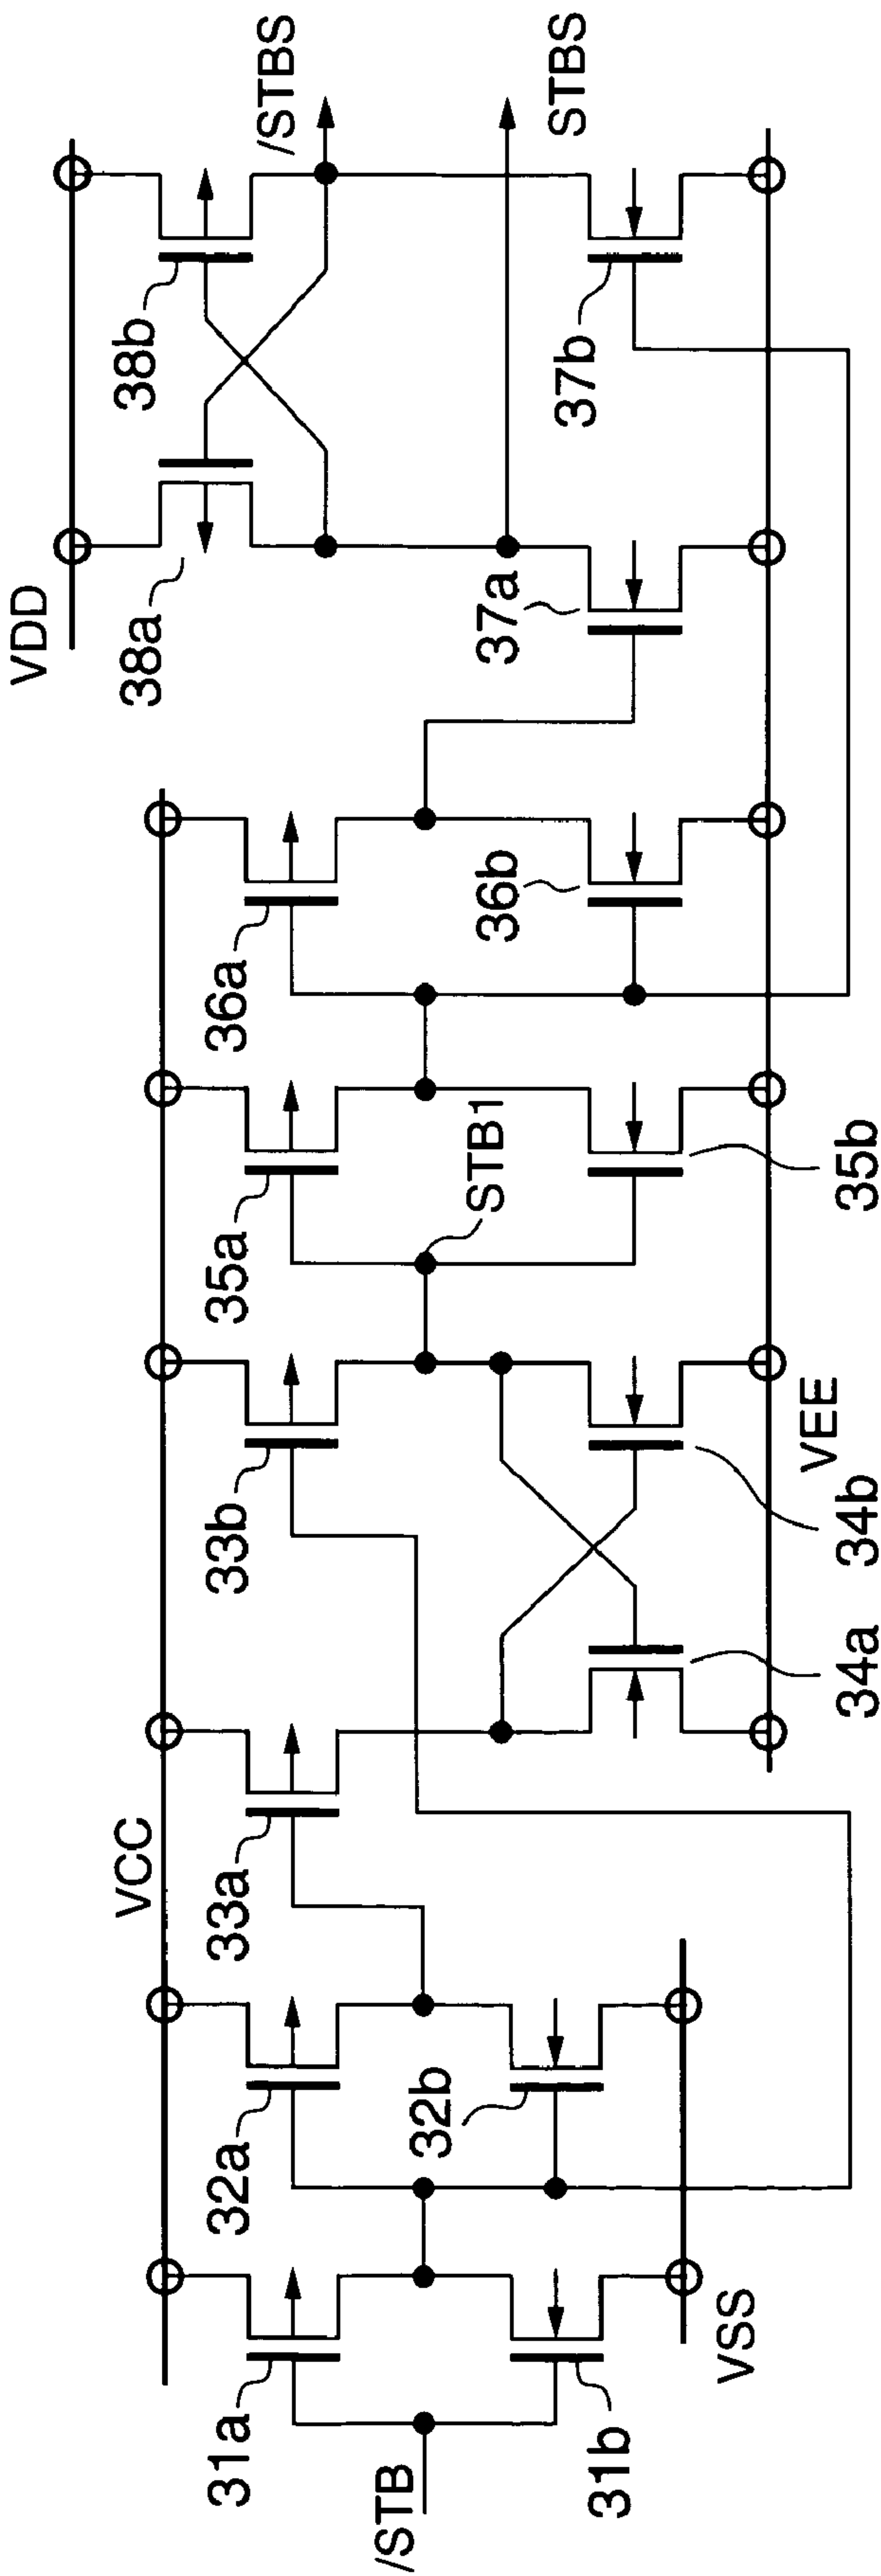 VDD
/STBS
38b
38a
STBS
37b
37a
VCC
36a
36b
35a
STB1
35b
33b
VEE
34b
34a
33a
32a
32b
31a
/STB
31b
VSS